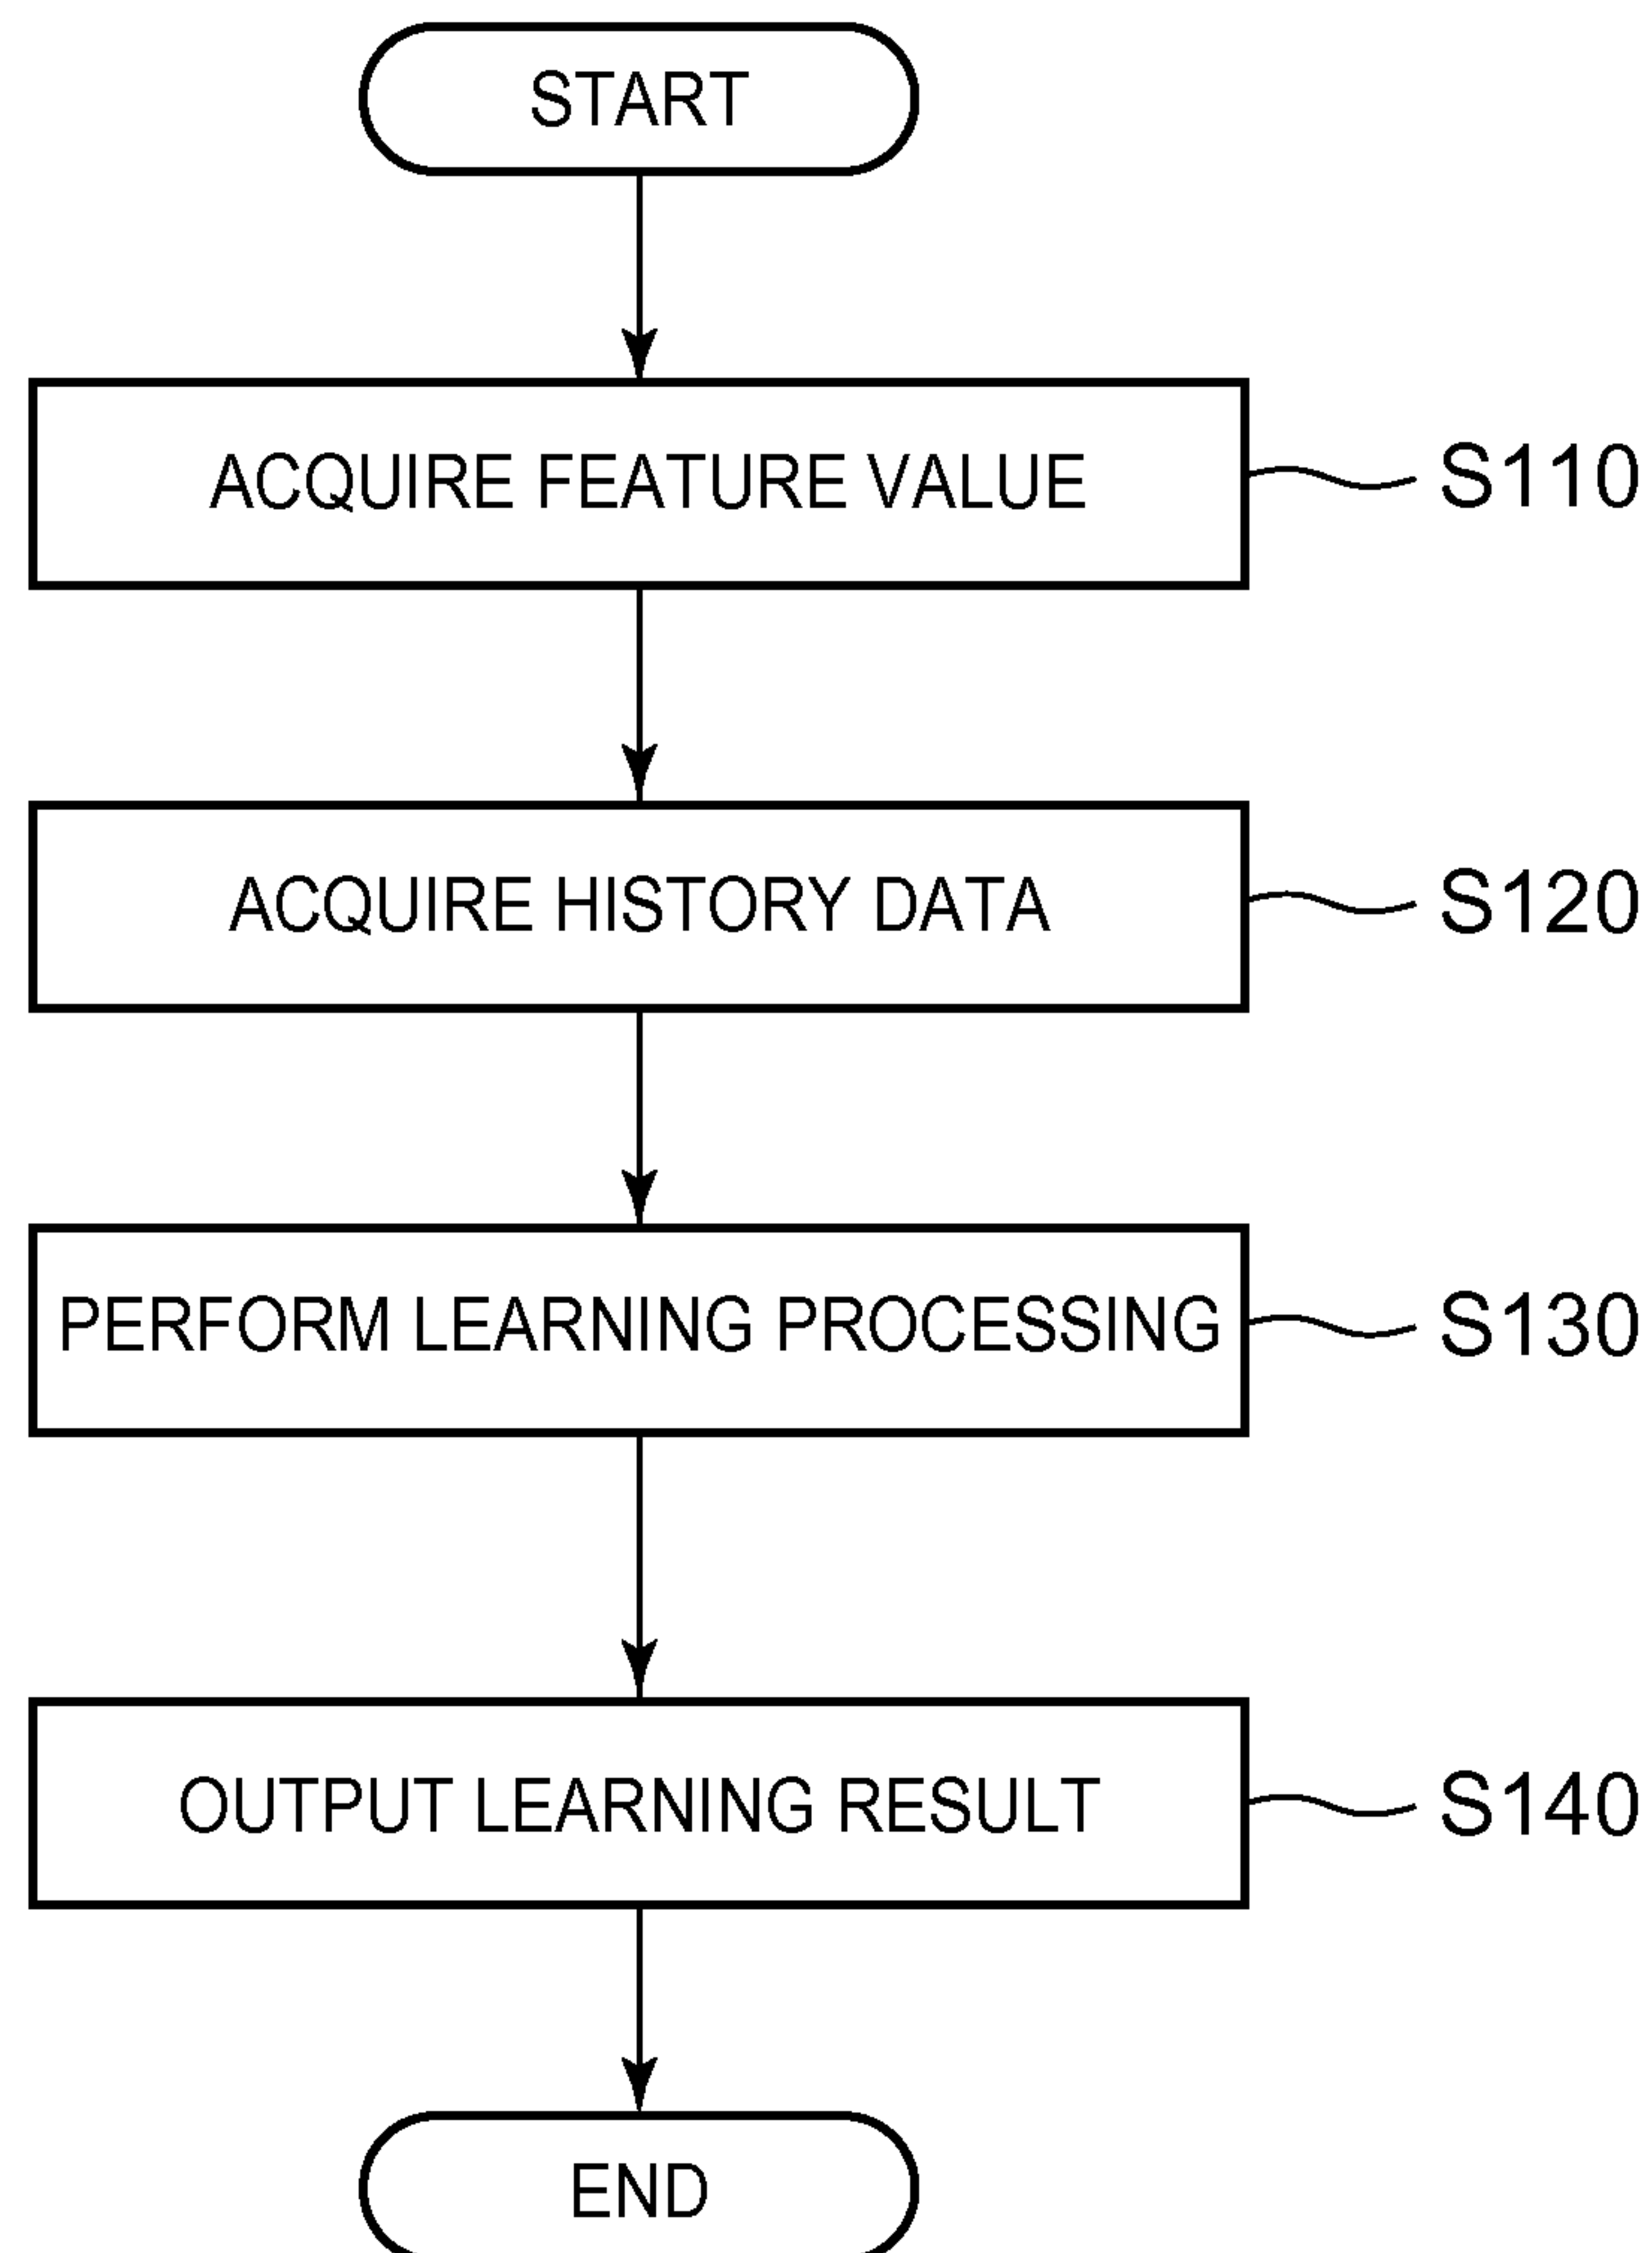 START
ACQUIRE FEATURE VALUE
S110
ACQUIRE HISTORY DATA
S120
PERFORM LEARNING PROCESSING
S130
OUTPUT LEARNING RESULT
S140
END